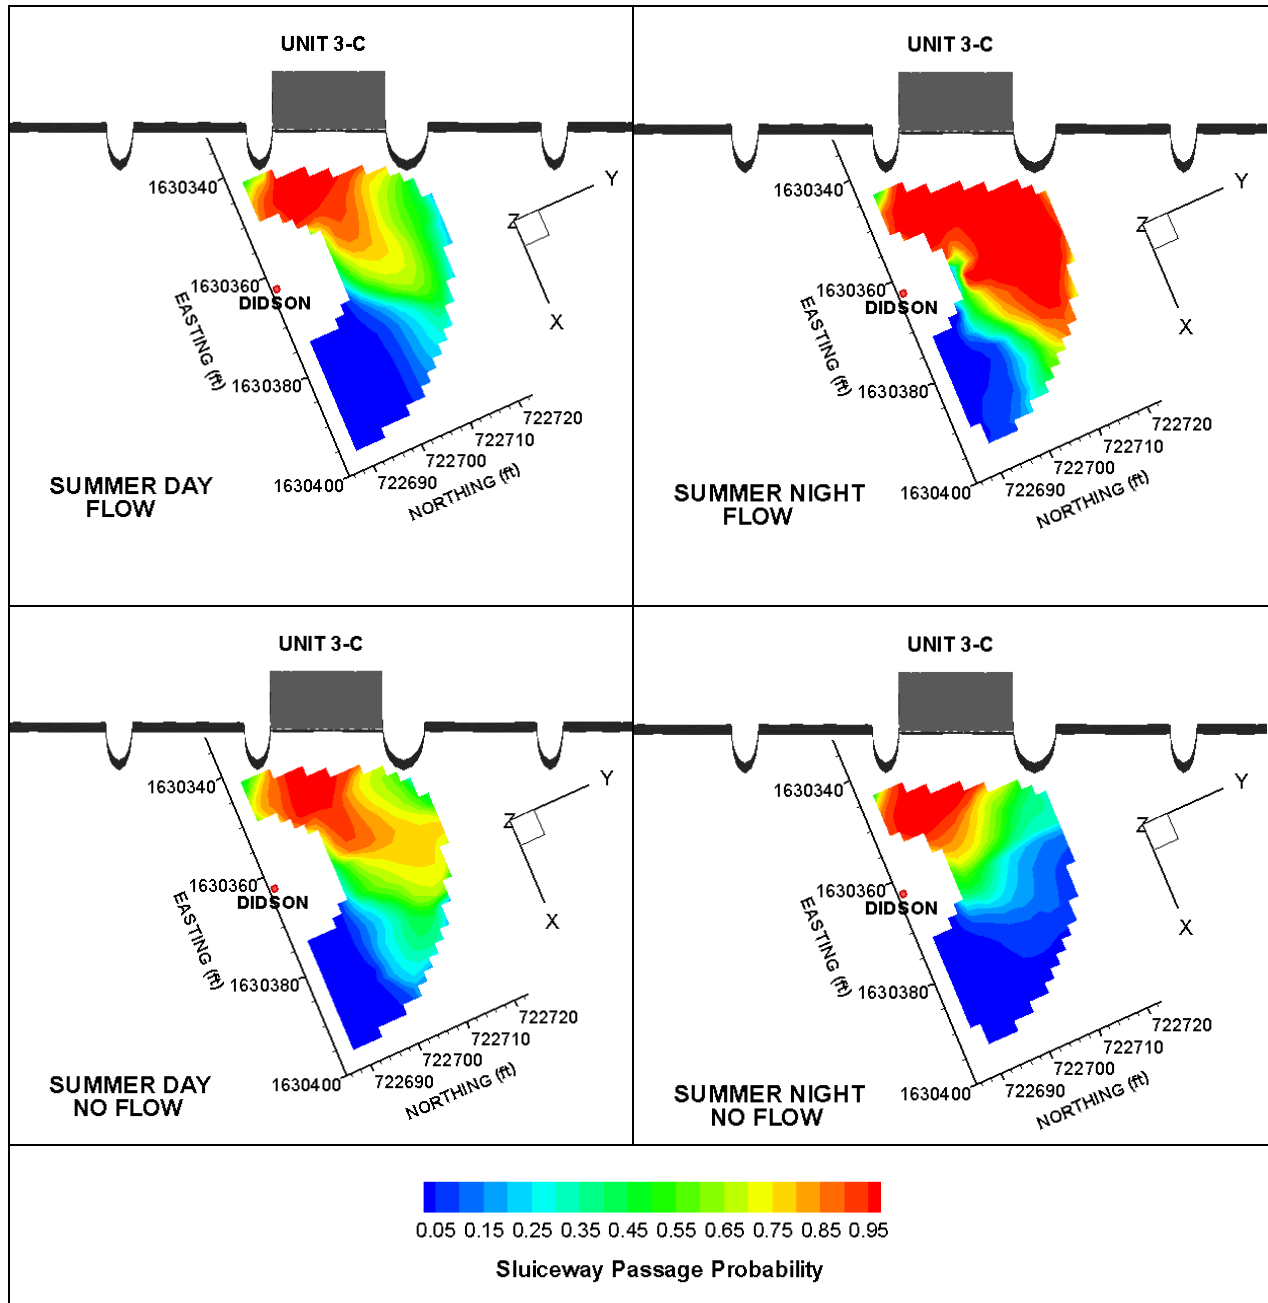 UNIT 3-C
1630340
Y
Z
1630360
DIDSON
X
EASTING (ft)
1630380
722720
722710
722700
722690
1630400
NORTHING (ft)
SUMMER DAY
FLOW
UNIT 3-C
1630340
Y
Z
1630360
DIDSON
X
EASTING (ft)
1630380
722720
722710
722700
722690
1630400
NORTHING (ft)
SUMMER NIGHT
FLOW
UNIT 3-C
1630340
Y
Z
1630360
DIDSON
X
EASTING (ft)
1630380
722720
722710
722700
722690
1630400
NORTHING (ft)
SUMMER DAY
NO FLOW
UNIT 3-C
1630340
Y
Z
1630360
DIDSON
X
EASTING (ft)
1630380
722720
722710
722700
722690
1630400
NORTHING (ft)
SUMMER NIGHT
NO FLOW
0.05 0.15 0.25 0.35 0.45 0.55 0.65 0.75 0.85 0.95
Sluiceway Passage Probability